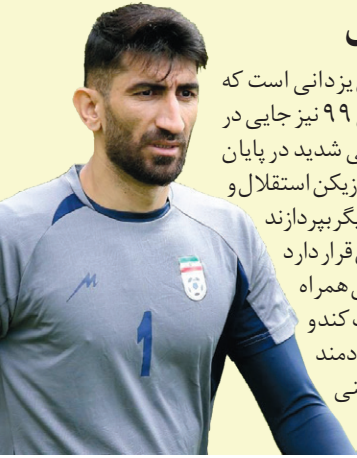 یزدانی است که
۹۹ نیز جایی در
شدید در پایان
زیکن استقلال و
یگر بپردازند
قرار دارد
همراه
کند و
دمند
1